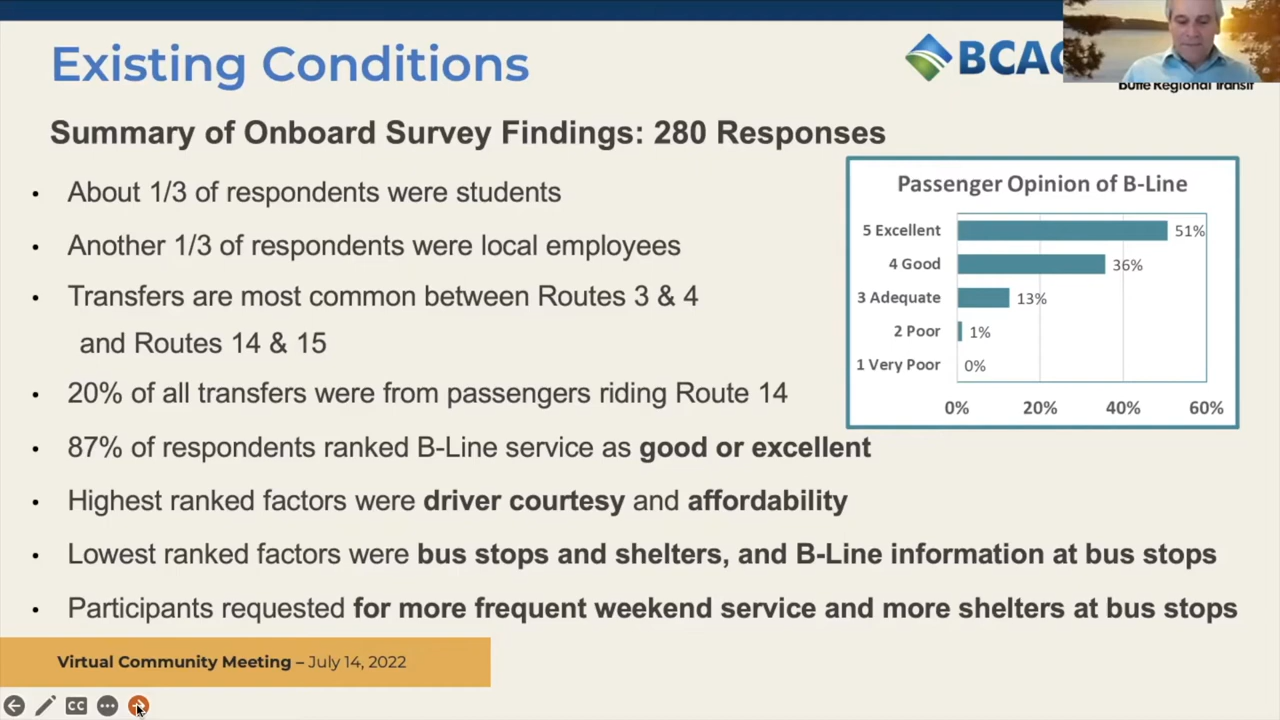 Existing Conditions
BCAG
Butte Regional Transit
Summary of Onboard Survey Findings: 280 Responses
• About 1/3 of respondents were students
• Another 1/3 of respondents were local employees
• Transfers are most common between Routes 3 & 4
and Routes 14 & 15
• 20% of all transfers were from passengers riding Route 14
• 87% of respondents ranked B-Line service as good or excellent
• Highest ranked factors were driver courtesy and affordability
• Lowest ranked factors were bus stops and shelters, and B-Line information at bus stops
• Participants requested for more frequent weekend service and more shelters at bus stops
Passenger Opinion of B-Line
5 Excellent 51%
4 Good 36%
3 Adequate 13%
2 Poor 1%
1 Very Poor 0%
0% 20% 40% 60%
Virtual Community Meeting – July 14, 2022
CC